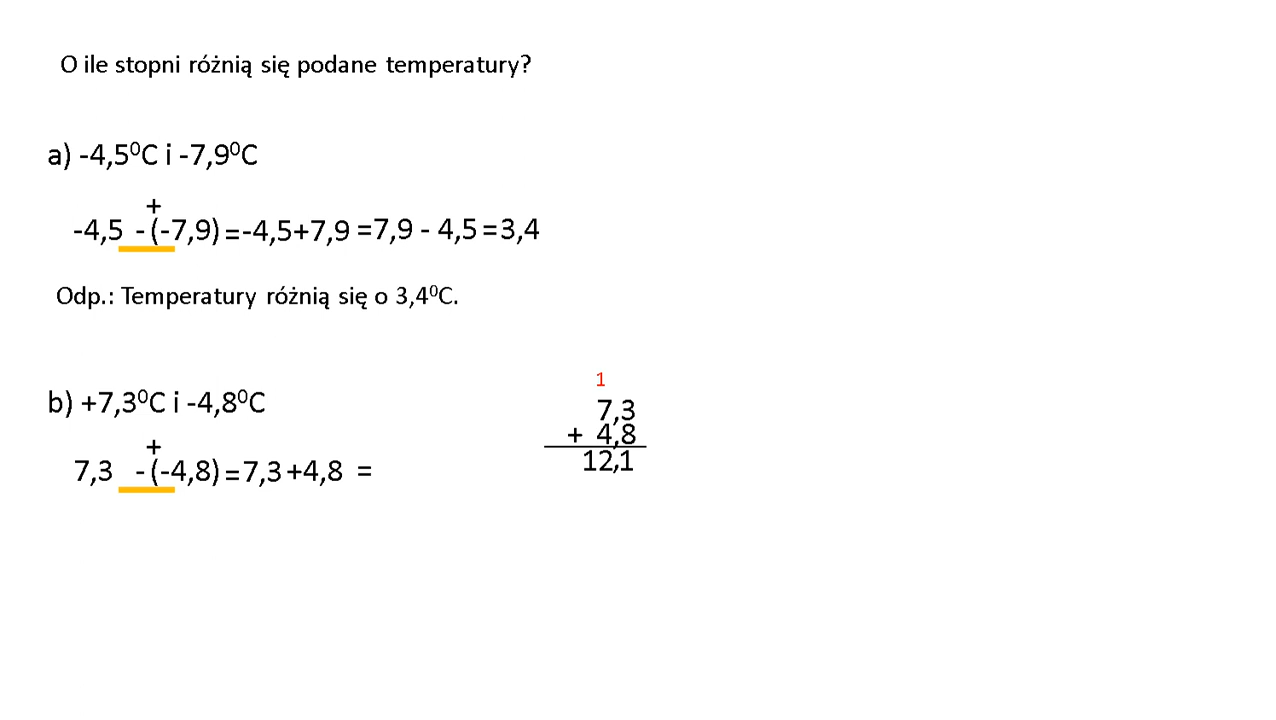 O ile stopni różnią się podane temperatury?
a) -4,5⁰C i -7,9⁰C
+
-4,5 -(-7,9) =-4,5+7,9 =7,9 - 4,5 =3,4
Odp.: Temperatury różnią się o 3,4⁰C.
b) +7,3⁰C i -4,8⁰C
+
7,3 -(-4,8) =7,3+4,8 =
1
7,3
+ 4,8
12,1